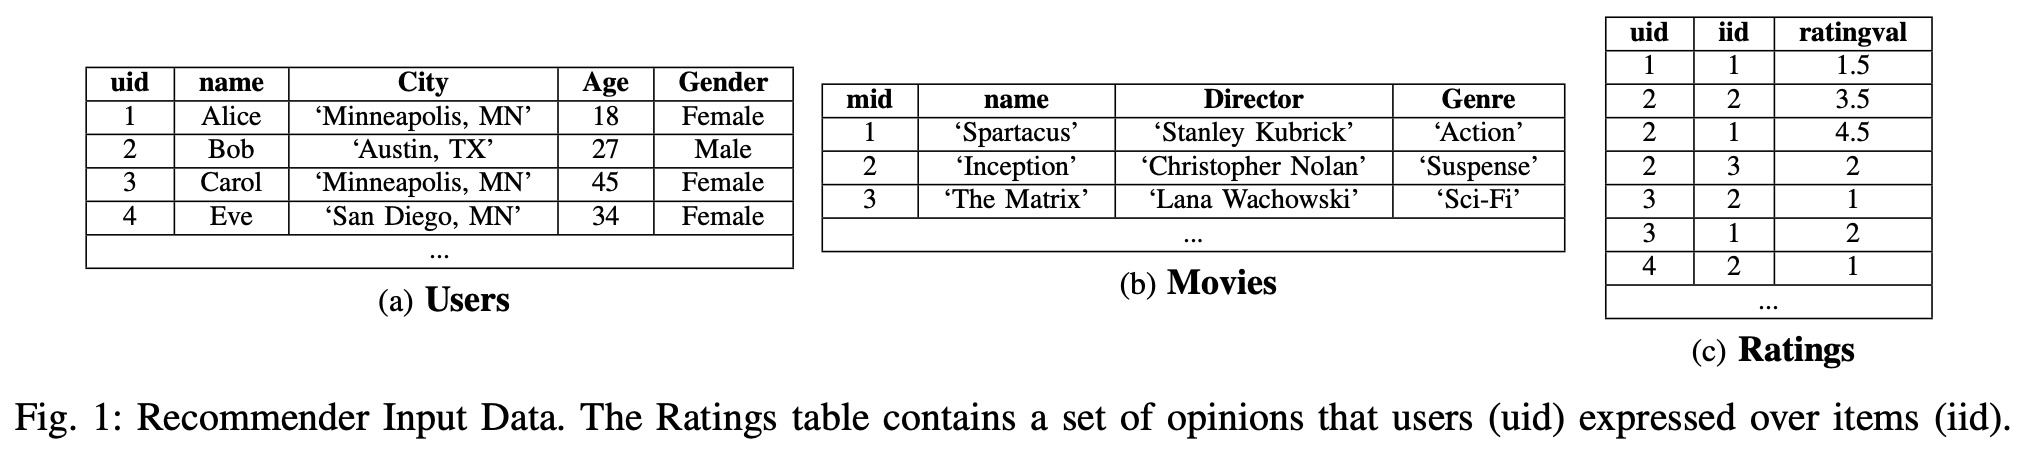 uid name City Age Gender
1 Alice ‘Minneapolis, MN’ 18 Female
2 Bob ‘Austin, TX’ 27 Male
3 Carol ‘Minneapolis, MN’ 45 Female
4 Eve ‘San Diego, MN’ 34 Female
...
(a) Users
mid name Director Genre
1 ‘Spartacus’ ‘Stanley Kubrick’ ‘Action’
2 ‘Inception’ ‘Christopher Nolan’ ‘Suspense’
3 ‘The Matrix’ ‘Lana Wachowski’ ‘Sci-Fi’
...
(b) Movies
uid iid ratingval
1 1 1.5
2 2 3.5
2 1 4.5
2 3 2
3 2 1
3 1 2
4 2 1
...
(c) Ratings
Fig. 1: Recommender Input Data. The Ratings table contains a set of opinions that users (uid) expressed over items (iid).